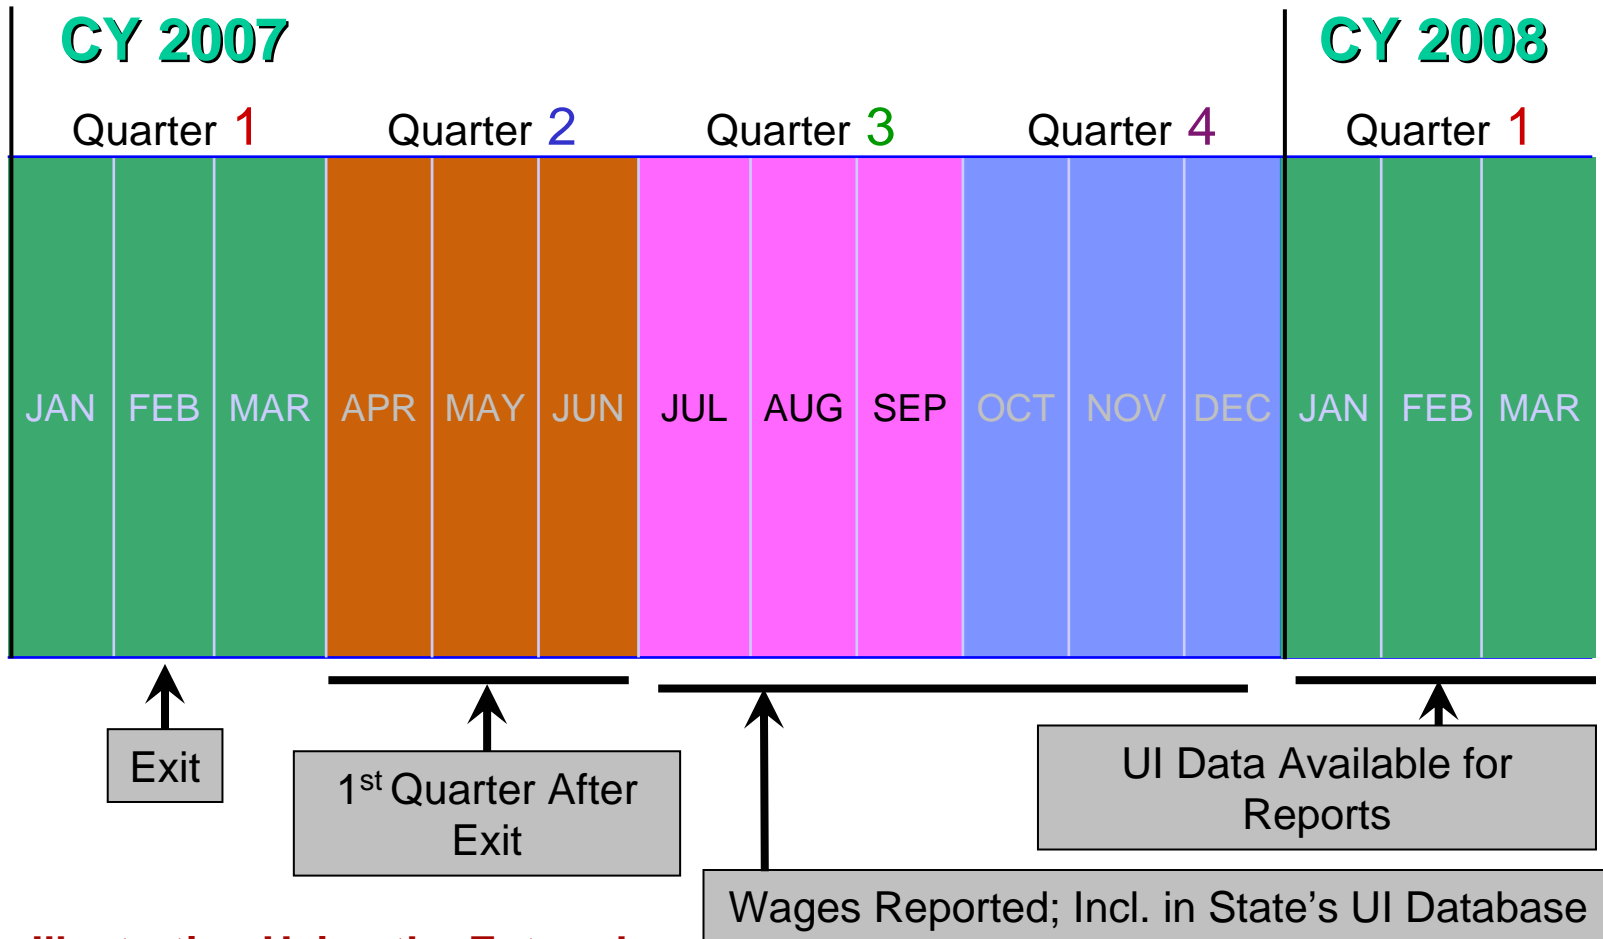 CY 2007 CY 2008
Quarter 1 Quarter 2 Quarter 3 Quarter 4 Quarter 1
JAN FEB MAR APR MAY JUN JUL AUG SEP OCT NOV DEC JAN FEB MAR
Exit
1st Quarter After
Exit
UI Data Available for
Reports
Wages Reported; Incl. in State's UI Database